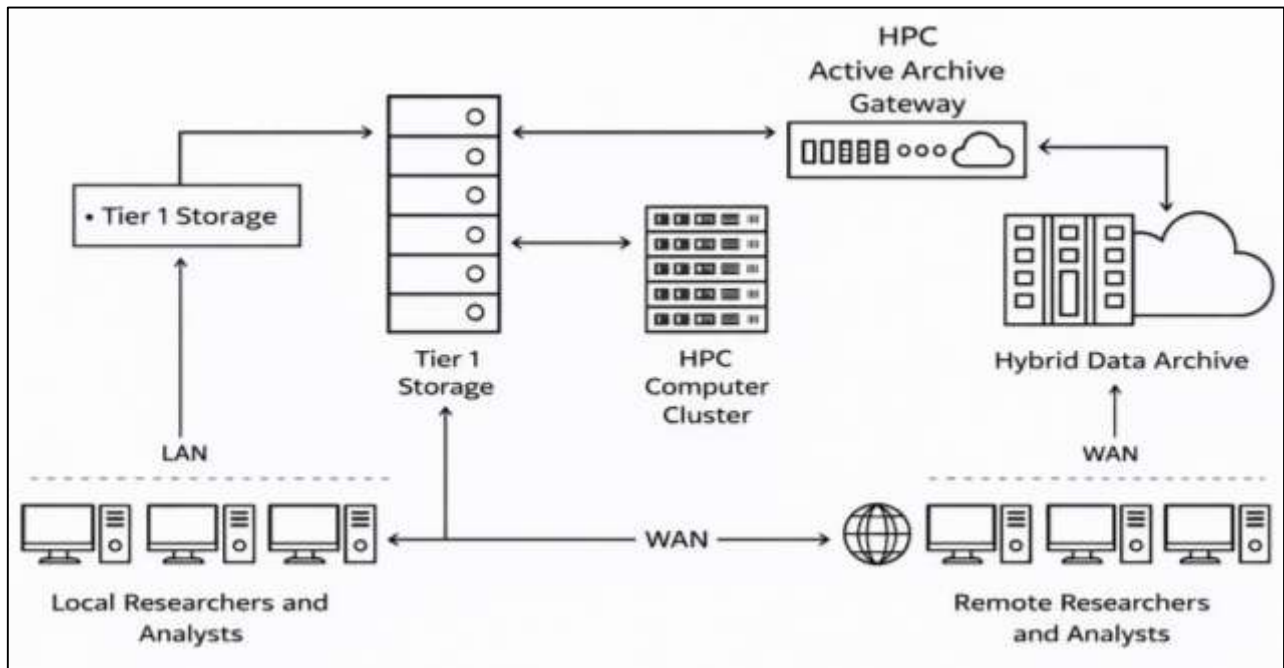 HPC
Active Archive
Gateway
• Tier 1 Storage
Tier 1
Storage
HPC
Computer
Cluster
Hybrid Data Archive
LAN
WAN
WAN
Local Researchers and
Analysts
Remote Researchers
and Analysts